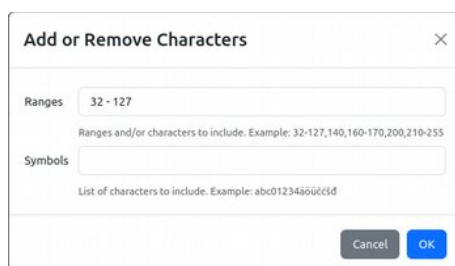 Add or Remove Characters
Ranges 32 - 127
Ranges and/or characters to include. Example: 32-127,140,160-170,200,210-255
Symbols
List of characters to include. Example: abc01234äöüčćšđ
Cancel OK